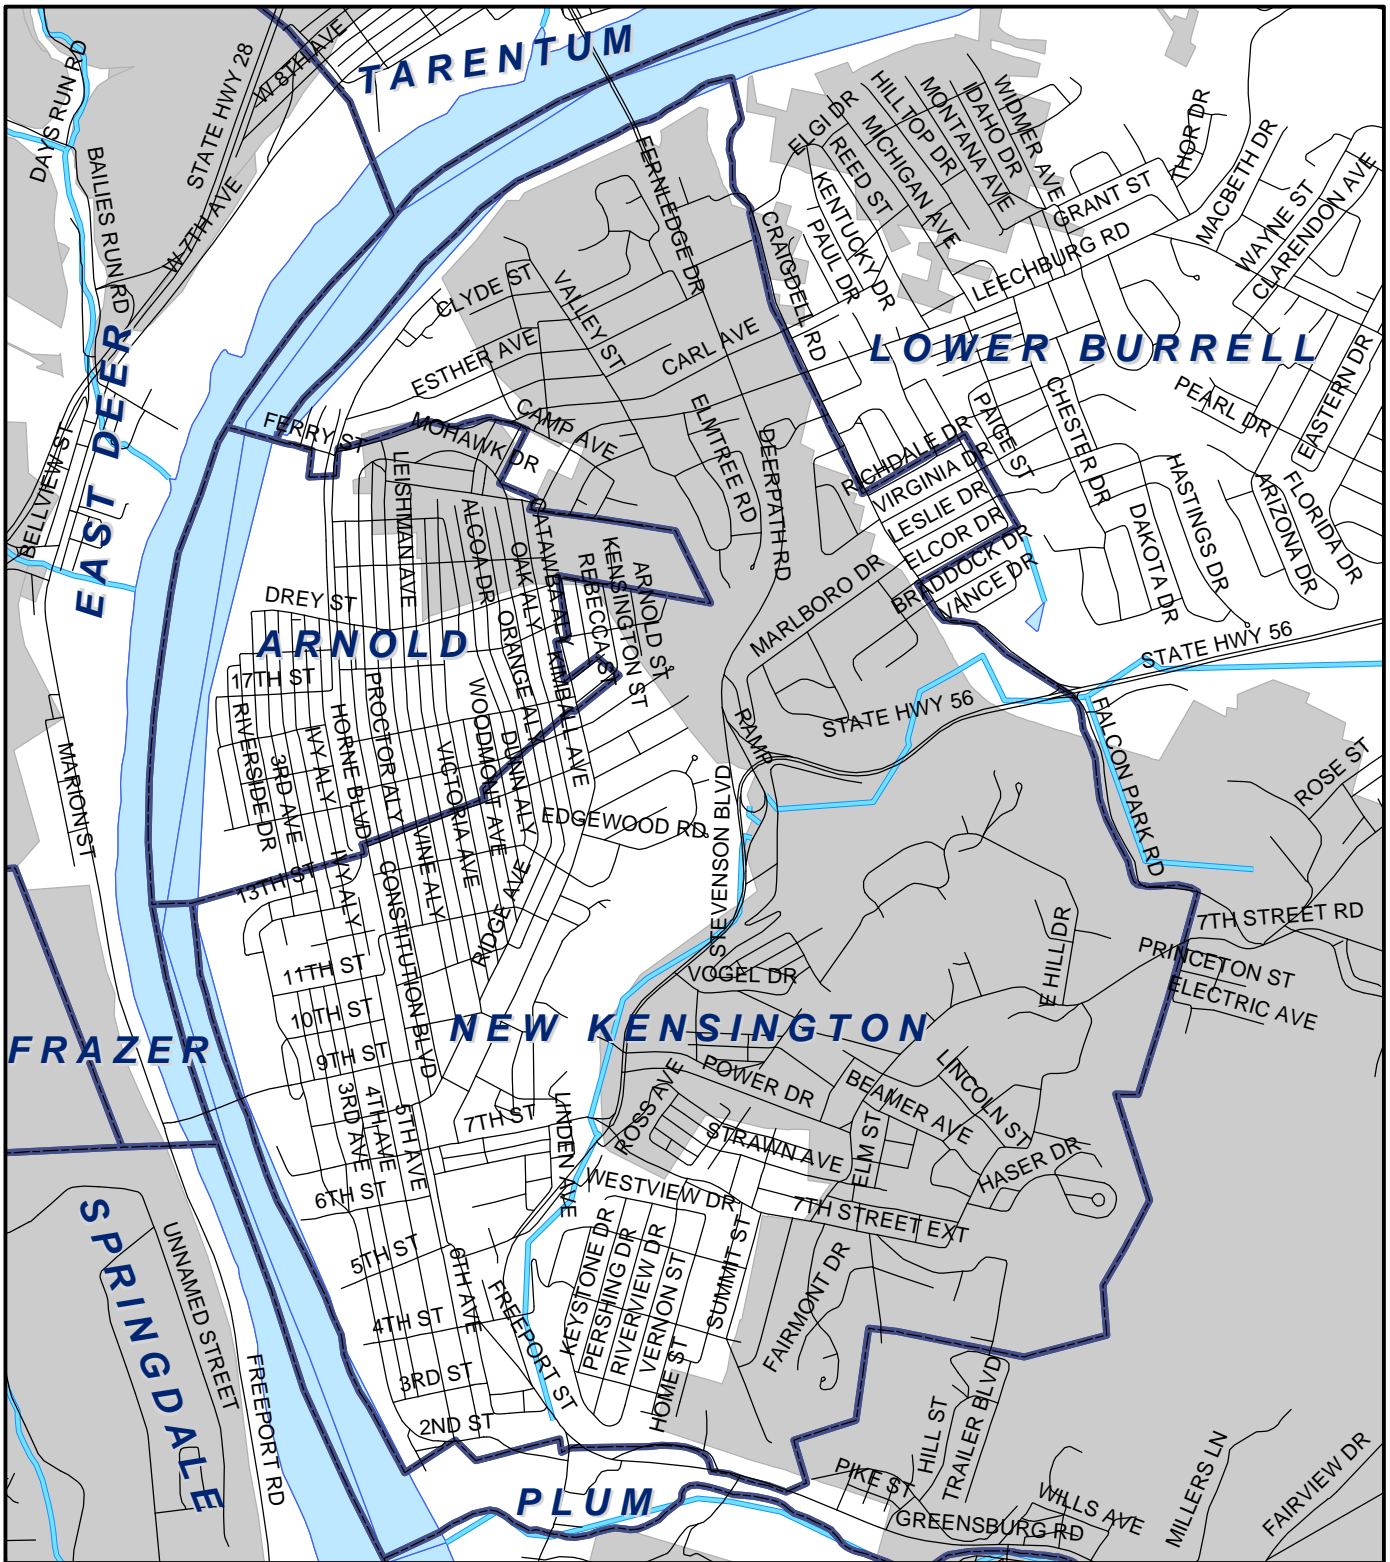 TARENTUM
DAYS RUN RD
STATE HWY 28
W 8TH AVE
BAILIES RUN RD
W 7TH AVE
ELGI DR
HILLTOP DR
MONTANA AVE
IDAHO DR
WIDMER AVE
THOR DR
MICHIGAN AVE
REED ST
FERNLEDGE DR
KENTUCKY DR
PAUL DR
GRANT ST
MACBETH DR
WAYNE ST
CLARENDON AVE
CRAIGDELL RD
LEECHBURG RD
CLYDE ST
VALLEY ST
ESTHER AVE
CARL AVE
LOWER BURRELL
EAST DEER
BELLVIEW ST
FERRY ST
MOHAWK DR
CAMP AVE
ELMTREE RD
DEERPATH RD
PAIGE ST
CHESTER DR
PEARL DR
EASTERN DR
RICHDALE DR
VIRGINIA DR
LESLIE DR
ELCOR DR
BRADDOCK DR
VANCE DR
HASTINGS DR
ARIZONA DR
FLORIDA DR
DAKOTA DR
LEISHMAN AVE
ALCOA DR
OAK ALY
CATAWBA ALY
KENSINGTON ST
REBECCA ST
ARNOLD ST
MARLBORO DR
DREY ST
ARNOLD
ORANGE ALY
KIMBALL AVE
STATE HWY 56
STATE HWY 56
17TH ST
RIVERSIDE DR
3RD AVE
IVY ALY
HORNE BLVD
PROCTOR ALY
WOODMONT AVE
DUNN ALY
VICTORIA AVE
RAMP
FALCON PARK RD
MARION ST
EDGEWOOD RD
STEVENSON BLVD
ROSE ST
13TH ST
IVY ALY
CONSTITUTION BLVD
VINE ALY
RIDGE AVE
7TH STREET RD
PRINCETON ST
ELECTRIC AVE
E HILL DR
11TH ST
VOGEL DR
10TH ST
NEW KENSINGTON
FRAZER
9TH ST
3RD AVE
4TH AVE
5TH AVE
7TH ST
LINDEN AVE
ROSS AVE
POWER DR
BEAMER AVE
LINCOLN ST
STRAWN AVE
ELM ST
HASER DR
6TH ST
WESTVIEW DR
7TH STREET EXT
SPRINGDALE
UNNAMED STREET
5TH ST
6TH AVE
FREEPORT ST
KEYSTONE DR
PERSHING DR
RIVERVIEW DR
VERNON ST
SUMMIT ST
FAIRMONT DR
4TH ST
3RD ST
2ND ST
HOME ST
FREEPORT RD
HILL ST
TRAILER BLVD
PLUM
PIKE ST
GREENSBURG RD
WILLS AVE
MILLERS LN
FAIRVIEW DR